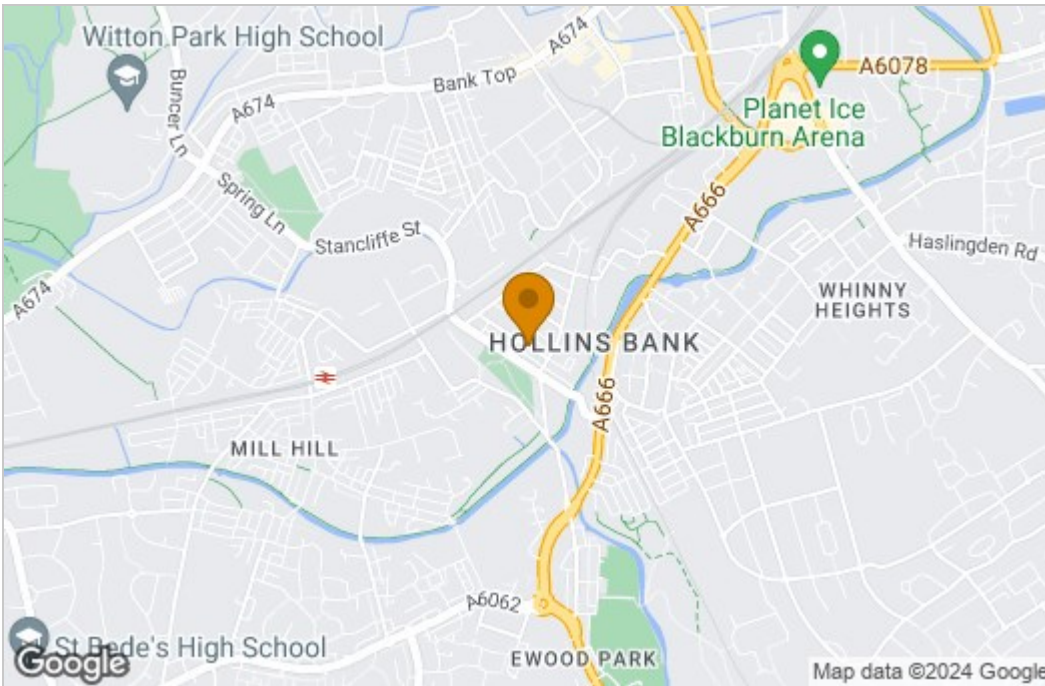 Witton Park High School
A674
A674
Bank Top
A6078
Buncer Ln
Planet Ice
Blackburn Arena
Spring Ln
A666
Stancliffe St
Haslingden Rd
A674
WHINNY
HEIGHTS
HOLLINS BANK
A666
MILL HILL
A6062
St Bede's High School
EWOOD PARK
Google
Map data ©2024 Google